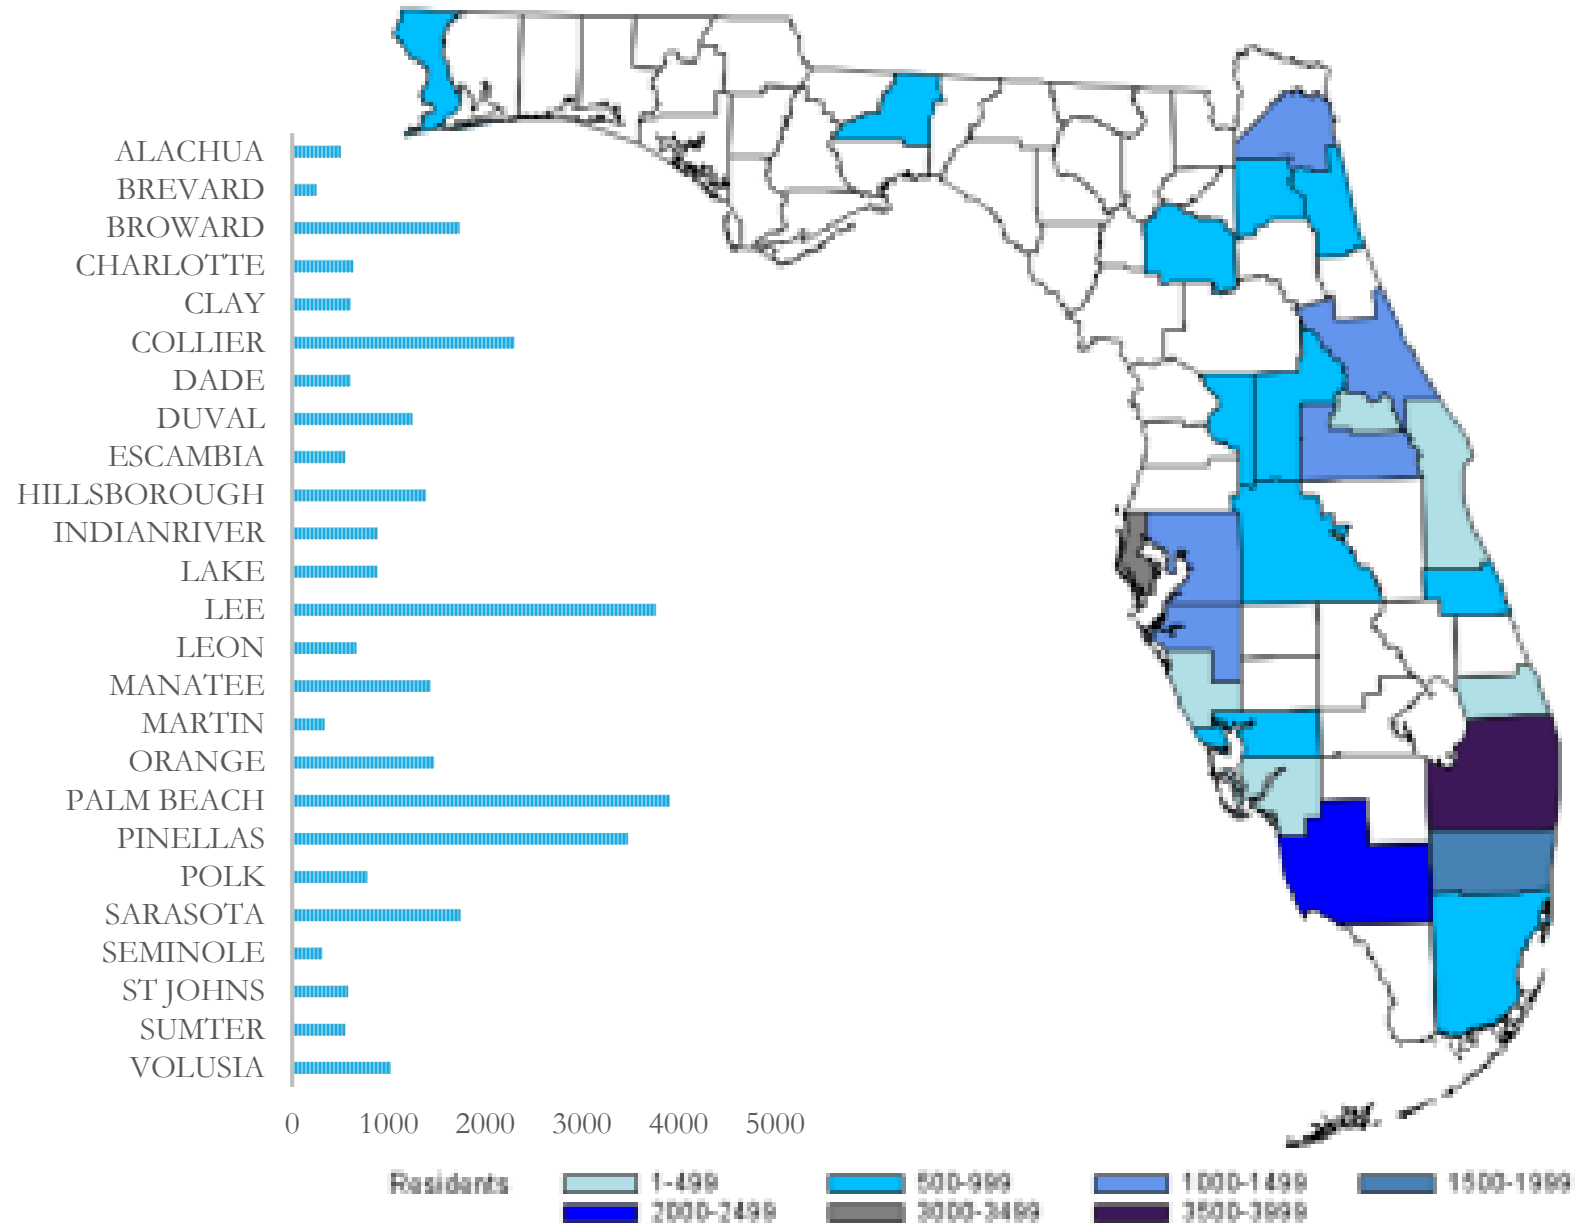 ALACHUA
BREVARD
BROWARD
CHARLOTTE
CLAY
COLLIER
DADE
DUVAL
ESCAMBIA
HILLSBOROUGH
INDIANRIVER
LAKE
LEE
LEON
MANATEE
MARTIN
ORANGE
PALM BEACH
PINELLAS
POLK
SARASOTA
SEMINOLE
ST JOHNS
SUMTER
VOLUSIA
0 1000 2000 3000 4000 5000
Residents 1-499 500-999 1000-1499 1500-1999
2000-2499 3000-3499 3500-3999